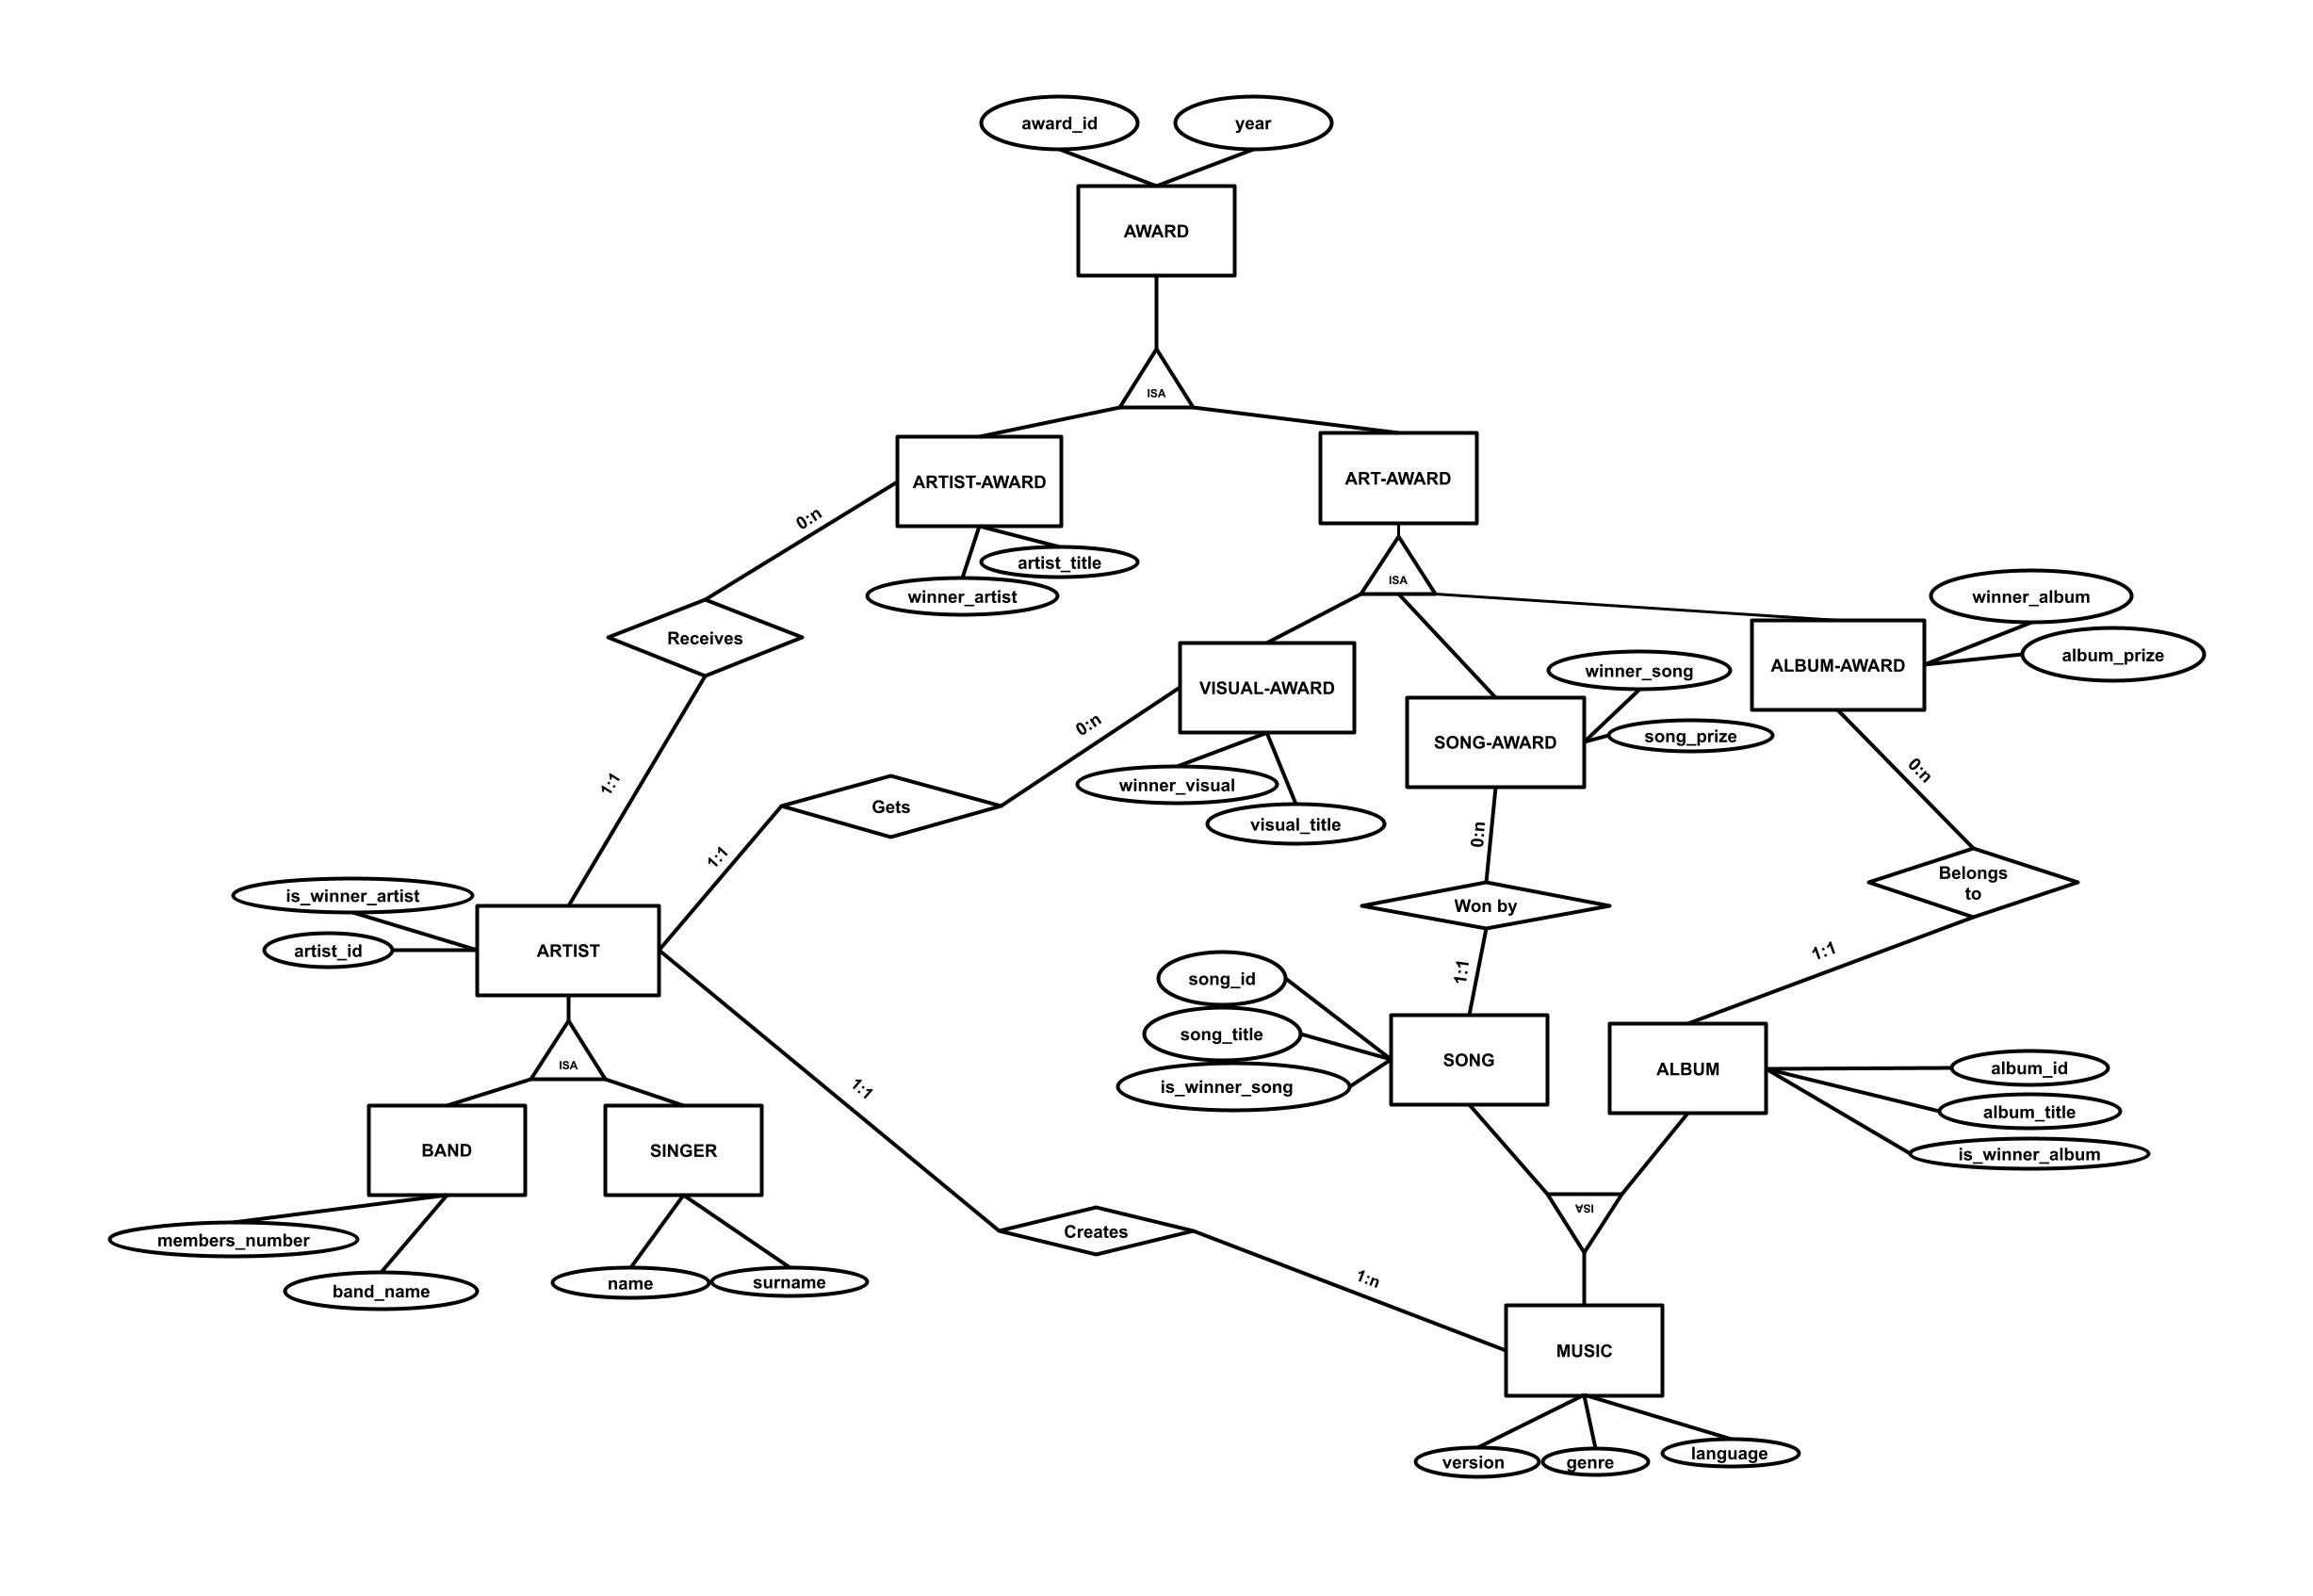 award_id
year
AWARD
ISA
ARTIST-AWARD
ART-AWARD
0:n
artist_title
winner_artist
ISA
winner_album
album_prize
Receives
VISUAL-AWARD
winner_song
song_prize
ALBUM-AWARD
SONG-AWARD
0:n
winner_visual
visual_title
1:1
Gets
0:n
0:n
1:1
Belongs
to
is_winner_artist
artist_id
ARTIST
Won by
1:1
1:1
song_id
song_title
is_winner_song
SONG
ALBUM
album_id
album_title
is_winner_album
ISA
1:1
BAND
SINGER
ISA
members_number
band_name
name
surname
Creates
1:n
MUSIC
version
genre
language